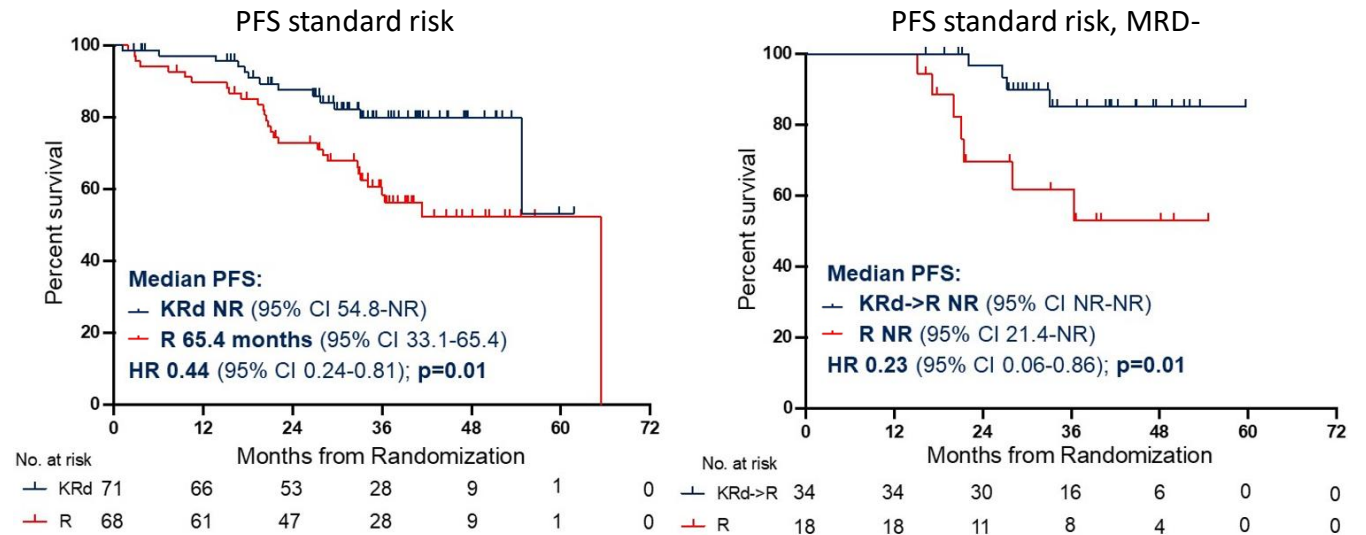 PFS standard risk
100
80
60
40
20
0
Percent survival
Median PFS:
KRd NR (95% CI 54.8-NR)
R 65.4 months (95% CI 33.1-65.4)
HR 0.44 (95% CI 0.24-0.81); p=0.01
0 12 24 36 48 60 72
Months from Randomization
No. at risk
KRd 71 66 53 28 9 1 0
R 68 61 47 28 9 1 0
PFS standard risk, MRD-
100
80
60
40
20
0
Percent survival
Median PFS:
KRd->R NR (95% CI NR-NR)
R NR (95% CI 21.4-NR)
HR 0.23 (95% CI 0.06-0.86); p=0.01
0 12 24 36 48 60 72
Months from Randomization
No. at risk
KRd->R 34 34 30 16 6 0 0
R 18 18 11 8 4 0 0